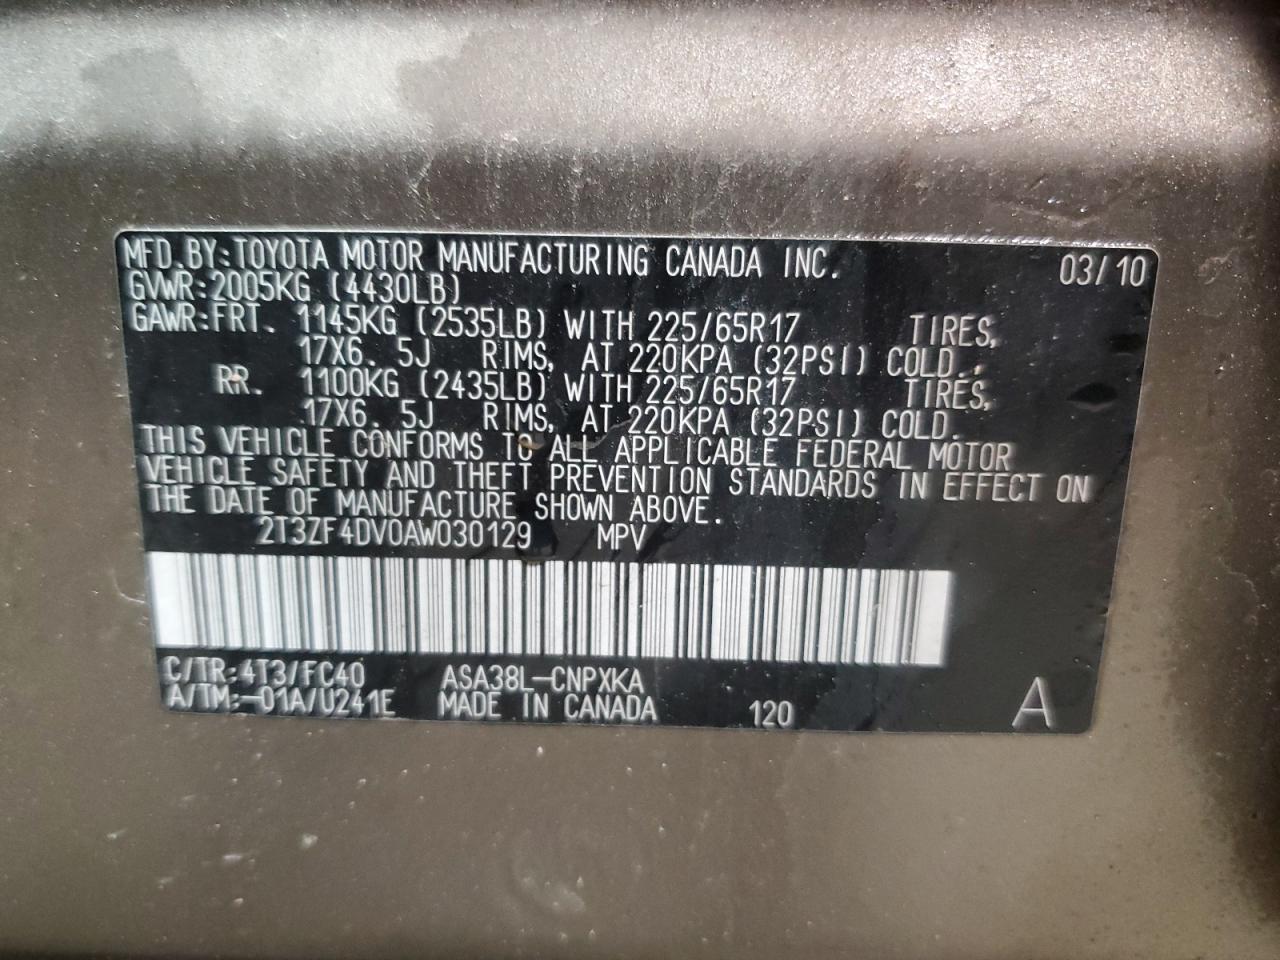 MFD.BY:TOYOTA MOTOR MANUFACTURING CANADA INC. 03/10
GVWR:2005KG (4430LB)
GAWR:FRT. 1145KG (2535LB) WITH 225/65R17 TIRES,
17X6.5J RIMS, AT 220KPA (32PSI) COLD.
RR. 1100KG (2435LB) WITH 225/65R17 TIRES,
17X6.5J RIMS, AT 220KPA (32PSI) COLD.
THIS VEHICLE CONFORMS TO ALL APPLICABLE FEDERAL MOTOR
VEHICLE SAFETY AND THEFT PREVENTION STANDARDS IN EFFECT ON
THE DATE OF MANUFACTURE SHOWN ABOVE.
2T3ZF4DV0AW030129 MPV
C/TR:4T3/FC40 ASA38L-CNPXKA
A/TM:-01A/U241E MADE IN CANADA 120 A